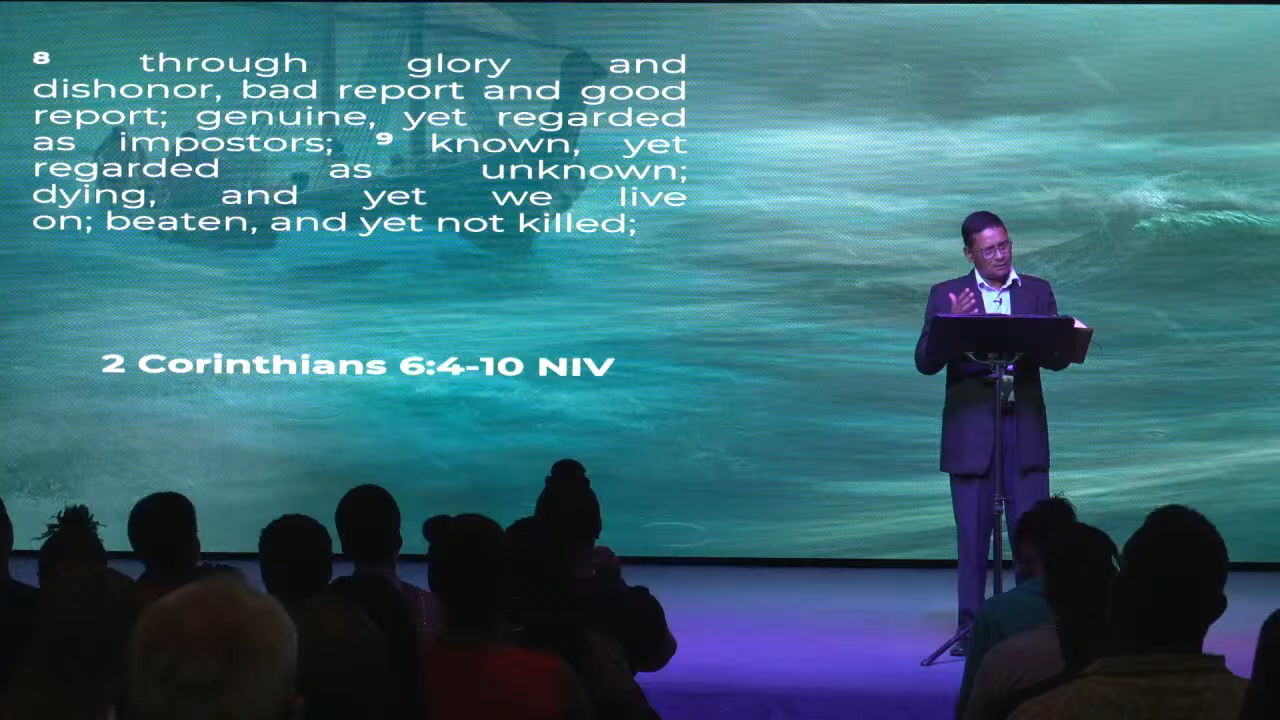 ⁸ through glory and
dishonor, bad report and good
report; genuine, yet regarded
as impostors; ⁹ known, yet
regarded as unknown;
dying, and yet we live
on; beaten, and yet not killed;
2 Corinthians 6:4-10 NIV